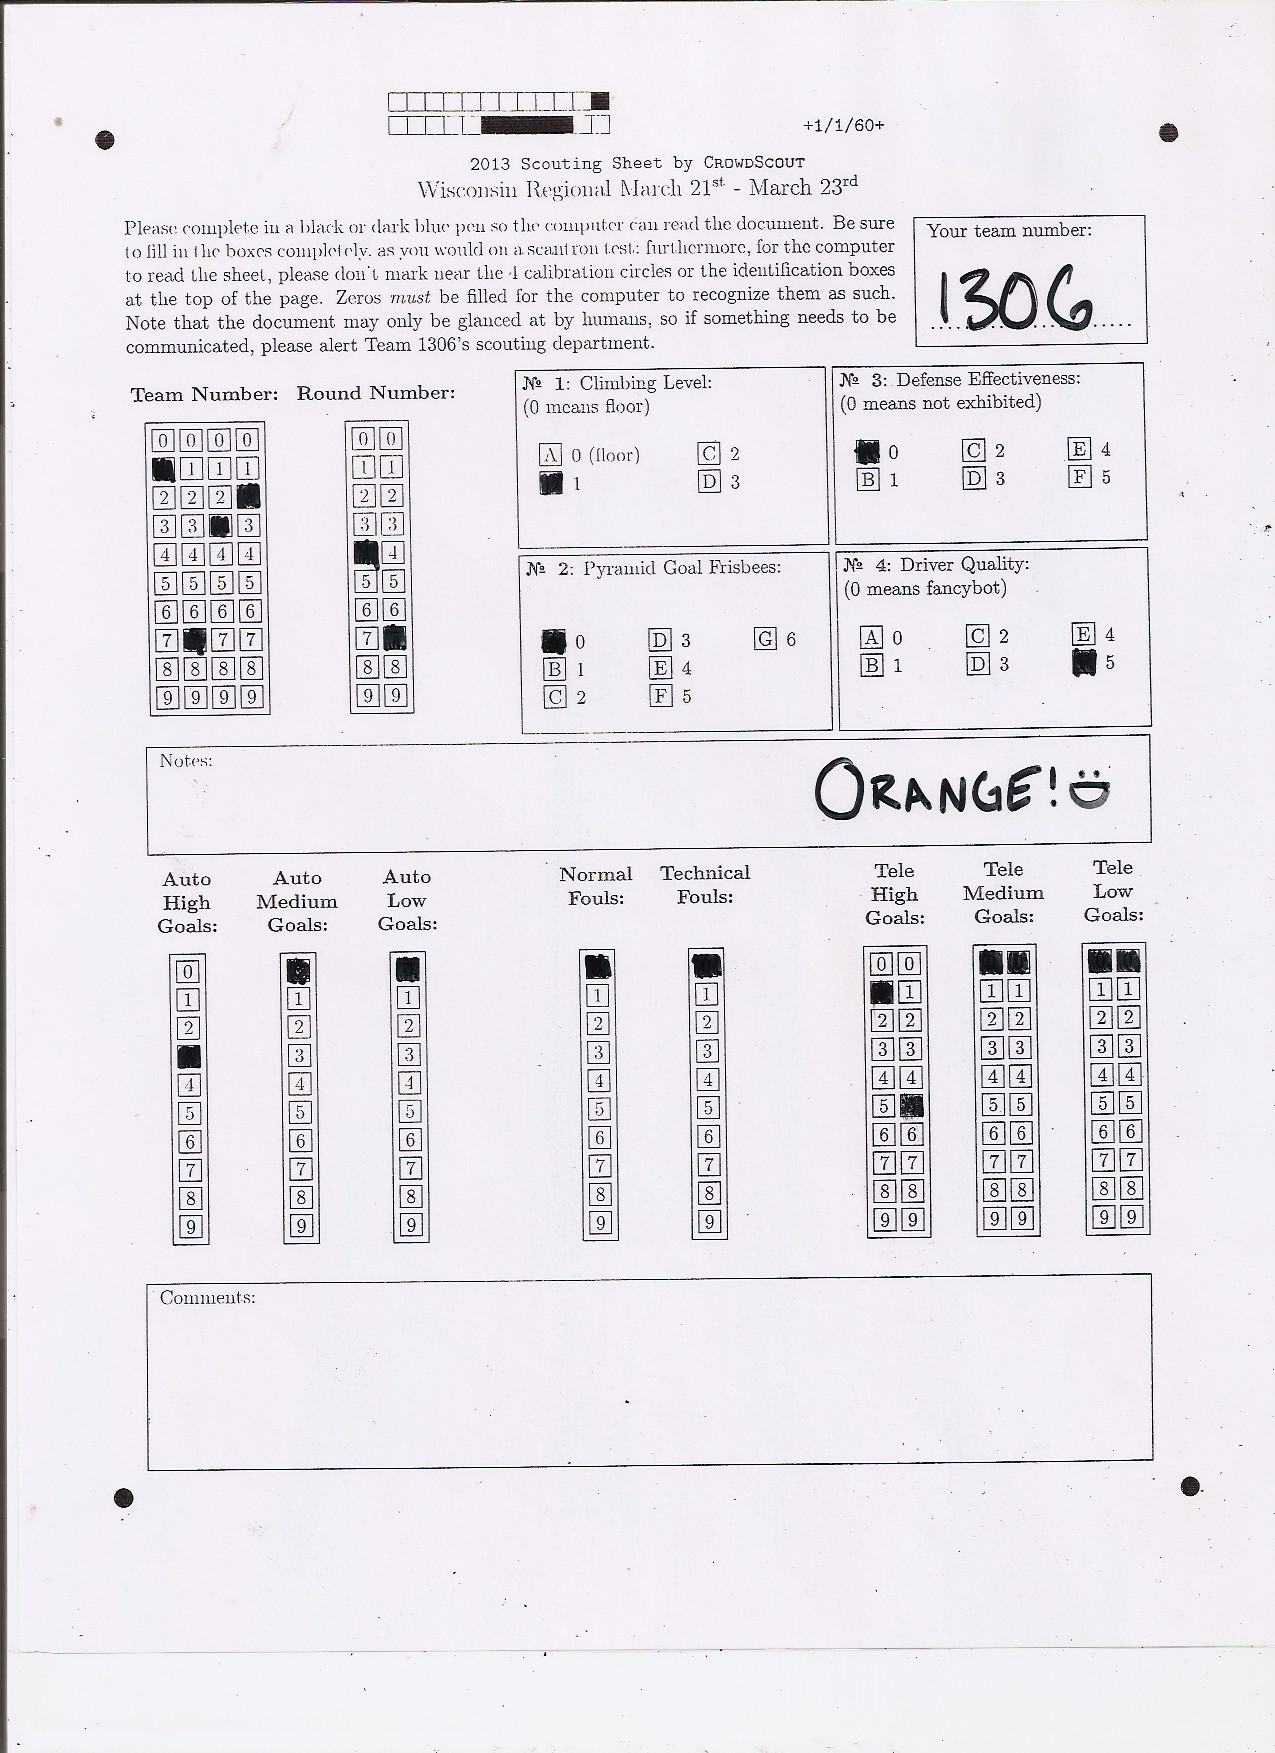 +1/1/60+
2013 Scouting Sheet by CROWDSCOUT
Wisconsin Regional March 21st - March 23rd
Please complete in a black or dark blue pen so the computer can read the document. Be sure
to fill in the boxes completely, as you would on a scantron test; furthermore, for the computer
to read the sheet, please don't mark near the 4 calibration circles or the identification boxes
at the top of the page. Zeros must be filled for the computer to recognize them as such.
Note that the document may only be glanced at by humans, so if something needs to be
communicated, please alert Team 1306's scouting department.
Your team number:
1306
Team Number:
0 0 0 0
1 1 1
2 2 2
3 3 3
4 4 4 4
5 5 5 5
6 6 6 6
7 7 7
8 8 8 8
9 9 9 9
Round Number:
0 0
1 1
2 2
3 3
4
5 5
6 6
7
8 8
9 9
№ 1: Climbing Level:
(0 means floor)
A 0 (floor) C 2
1 D 3
№ 3: Defense Effectiveness:
(0 means not exhibited)
0 C 2 E 4
B 1 D 3 F 5
№ 2: Pyramid Goal Frisbees:
0 D 3 G 6
B 1 E 4
C 2 F 5
№ 4: Driver Quality:
(0 means fancybot)
A 0 C 2 E 4
B 1 D 3 5
Notes:
ORANGE!
Auto
High
Goals:
0
1
2
4
5
6
7
8
9
Auto
Medium
Goals:
1
2
3
4
5
6
7
8
9
Auto
Low
Goals:
1
2
3
4
5
6
7
8
9
Normal
Fouls:
1
2
3
4
5
6
7
8
9
Technical
Fouls:
1
2
3
4
5
6
7
8
9
Tele
High
Goals:
0 0
1
2 2
3 3
4 4
5
6 6
7 7
8 8
9 9
Tele
Medium
Goals:
1 1
2 2
3 3
4 4
5 5
6 6
7 7
8 8
9 9
Tele
Low
Goals:
1 1
2 2
3 3
4 4
5 5
6 6
7 7
8 8
9 9
Comments: